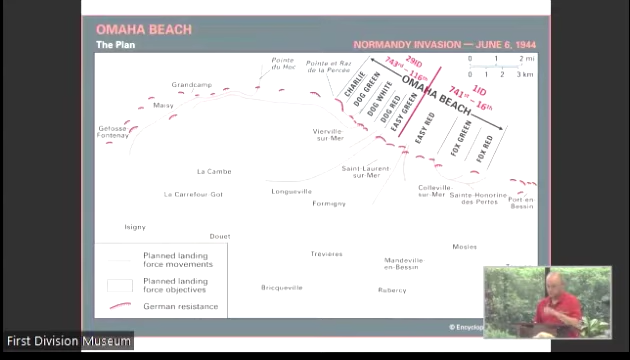 OMAHA BEACH
The Plan
NORMANDY INVASION — JUNE 6, 1944
Pointe
du Hoc
Pointe et Raz
de la Percée
CHARLIE
DOG GREEN
DOG WHITE
DOG RED
EASY GREEN
29ID
743rd – 116th
OMAHA BEACH
1ID
741st – 16th
EASY RED
FOX GREEN
FOX RED
0 1 2 mi
0 1 2 3 km
Grandcamp
Maisy
Géfosse
Fontenay
Vierville
sur-Mer
Saint-Laurent
sur-Mer
Colleville
sur-Mer
Sainte-Honorine
des Pertes
Port-en
Bessin
La Cambe
Le Carrefour Got
Longueville
Formigny
Isigny
Douet
Trévières
Mandeville
en-Bessin
Mosles
Bricqueville
Rubercy
Planned landing
force movements
Planned landing
force objectives
German resistance
© Encyclop
First Division Museum